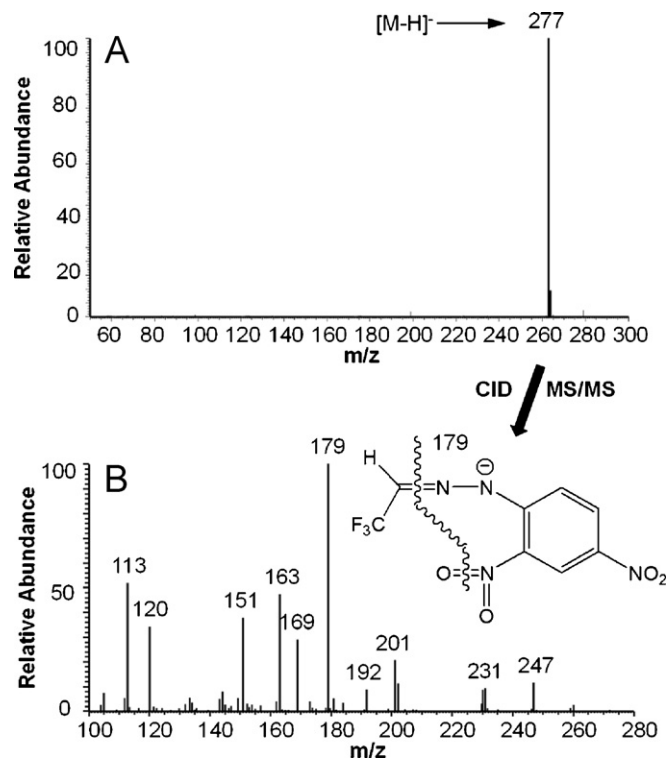 [M-H]⁻ 277
A
100
80
60
40
20
0
Relative Abundance
60 80 100 120 140 160 180 200 220 240 260 280 300
m/z
CID MS/MS
B
100
50
0
Relative Abundance
113
120
151
163
169
179
192
201
231
247
179
H
N N ⊖
F₃C
O N NO₂
O
100 120 140 160 180 200 220 240 260 280
m/z